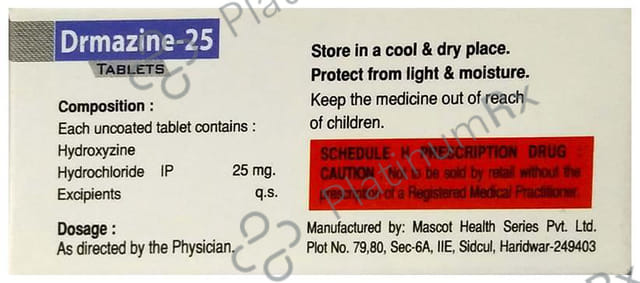 Drmazine-25
TABLETS
Composition :
Each uncoated tablet contains :
Hydroxyzine
Hydrochloride IP 25 mg.
Excipients q.s.
Dosage :
As directed by the Physician.
Store in a cool & dry place.
Protect from light & moisture.
Keep the medicine out of reach
of children.
SCHEDULE H PRESCRIPTION DRUG :
CAUTION : Not to be sold by retail without the
prescription of a Registered Medical Practitioner.
Manufactured by: Mascot Health Series Pvt. Ltd.
Plot No. 79,80, Sec-6A, IIE, Sidcul, Haridwar-249403
PlatinumRx